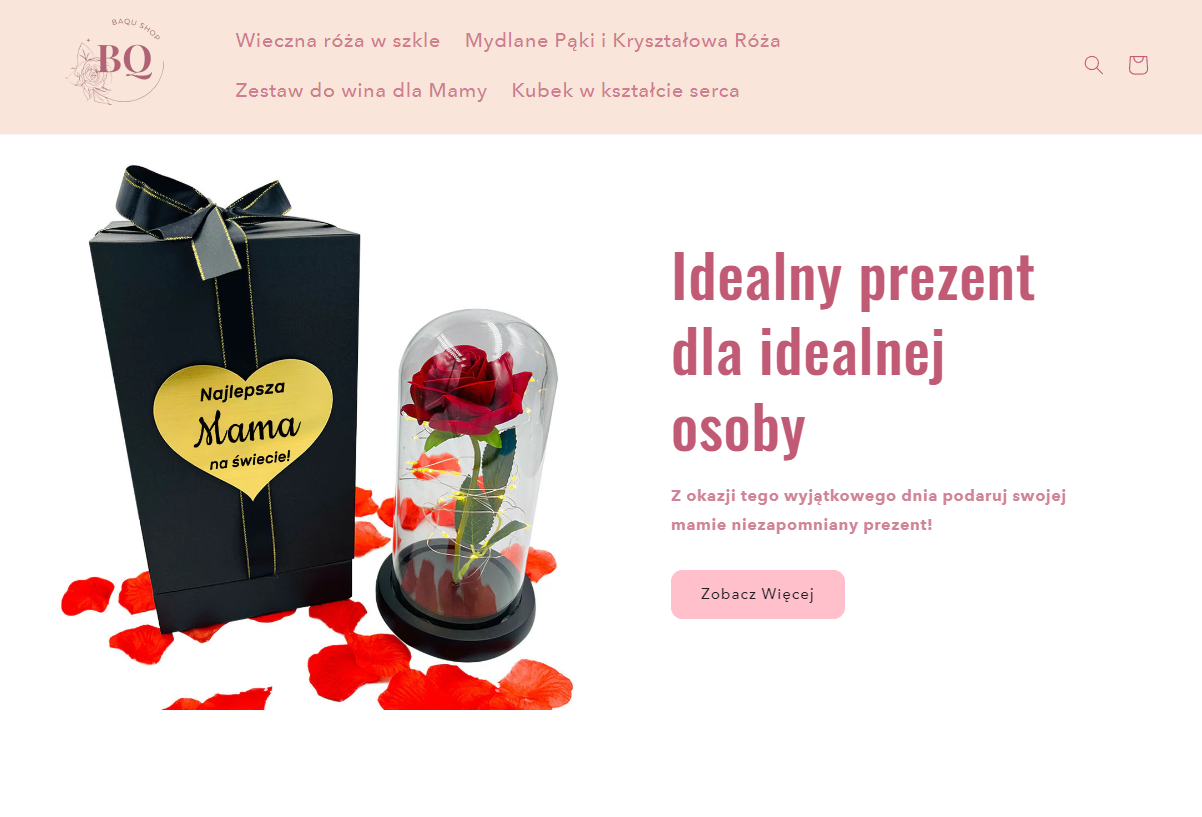 BAQU SHOP
BQ
Wieczna róża w szkle Mydlane Pąki i Kryształowa Róża
Zestaw do wina dla Mamy Kubek w kształcie serca
Najlepsza
Mama
na świecie!
Idealny prezent
dla idealnej
osoby
Z okazji tego wyjątkowego dnia podaruj swojej
mamie niezapomniany prezent!
Zobacz Więcej